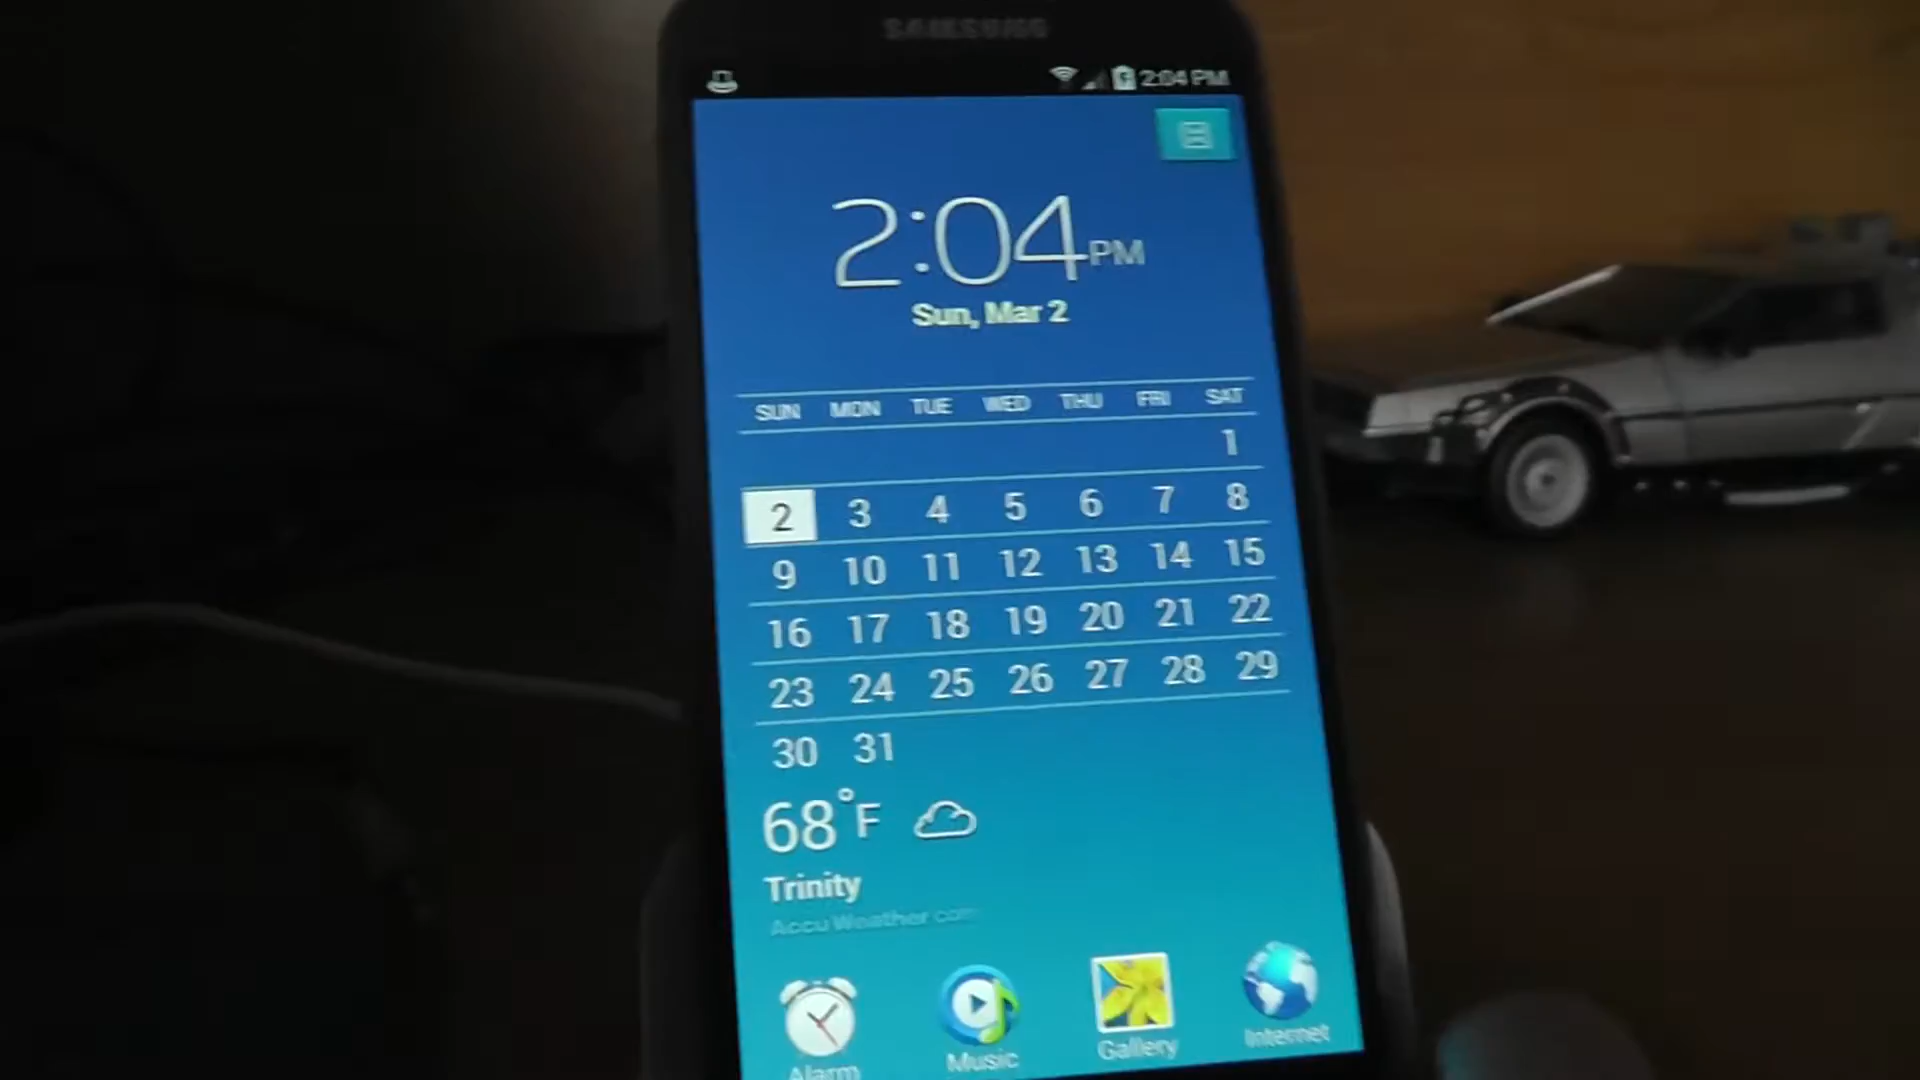 SAMSUNG
2:04 PM
2:04PM
Sun, Mar 2
SUN MON TUE WED THU FRI SAT
1
2 3 4 5 6 7 8
9 10 11 12 13 14 15
16 17 18 19 20 21 22
23 24 25 26 27 28 29
30 31
68°F
Trinity
AccuWeather.com
Alarm Music Gallery Internet